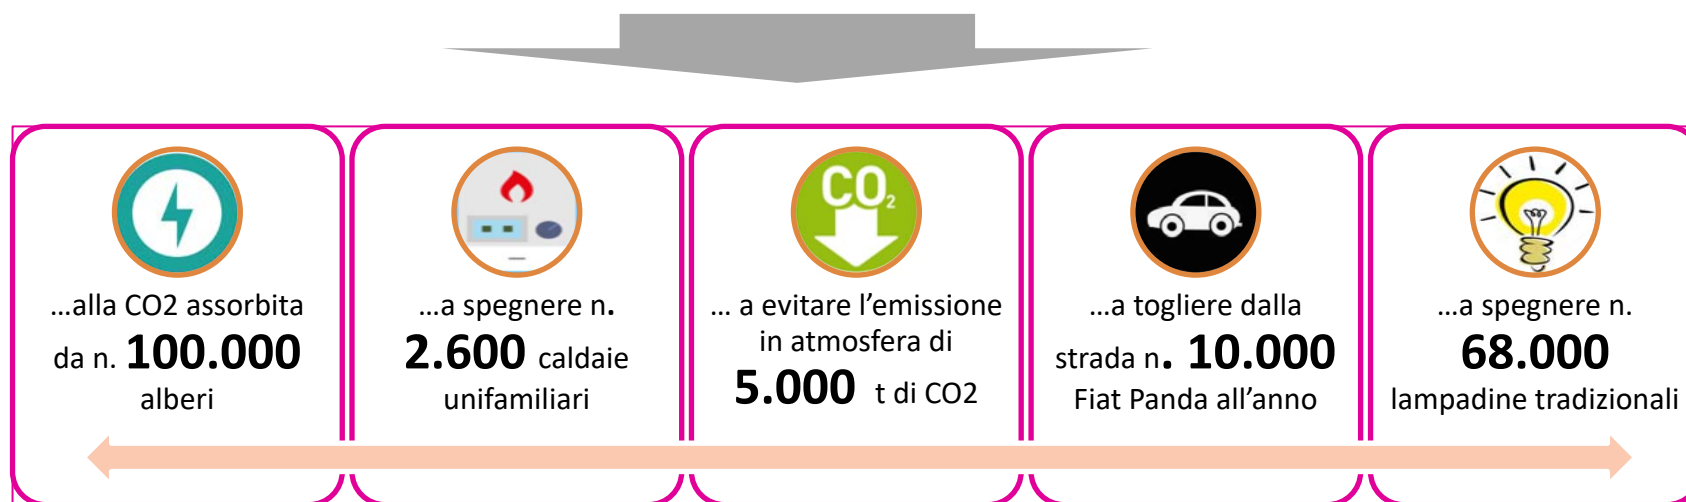 ...alla CO2 assorbita
da n. 100.000
alberi
...a spegnere n.
2.600 caldaie
unifamiliari
CO2
... a evitare l'emissione
in atmosfera di
5.000 t di CO2
...a togliere dalla
strada n. 10.000
Fiat Panda all'anno
...a spegnere n.
68.000
lampadine tradizionali